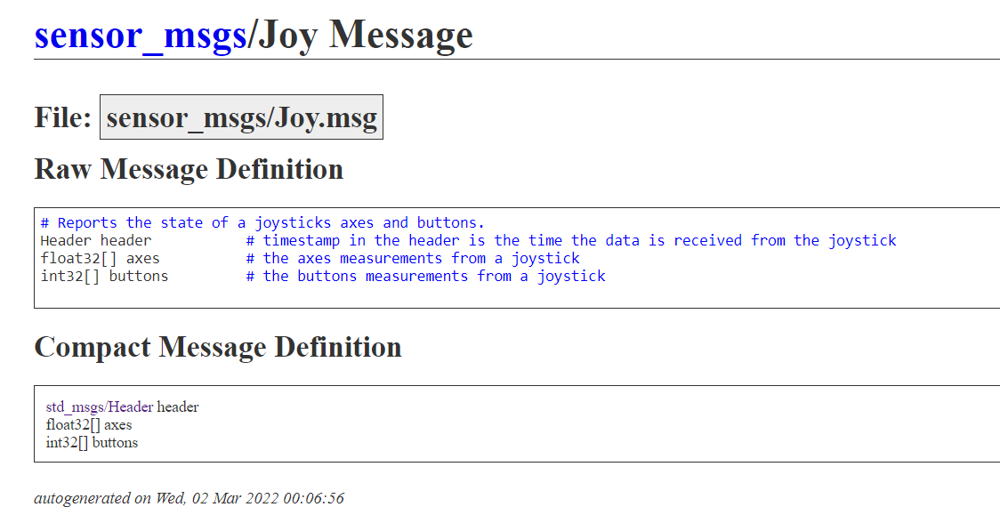 sensor_msgs/Joy Message
File: sensor_msgs/Joy.msg
Raw Message Definition
# Reports the state of a joysticks axes and buttons.
Header header           # timestamp in the header is the time the data is received from the joystick
float32[] axes          # the axes measurements from a joystick
int32[] buttons         # the buttons measurements from a joystick
Compact Message Definition
std_msgs/Header header
float32[] axes
int32[] buttons
autogenerated on Wed, 02 Mar 2022 00:06:56